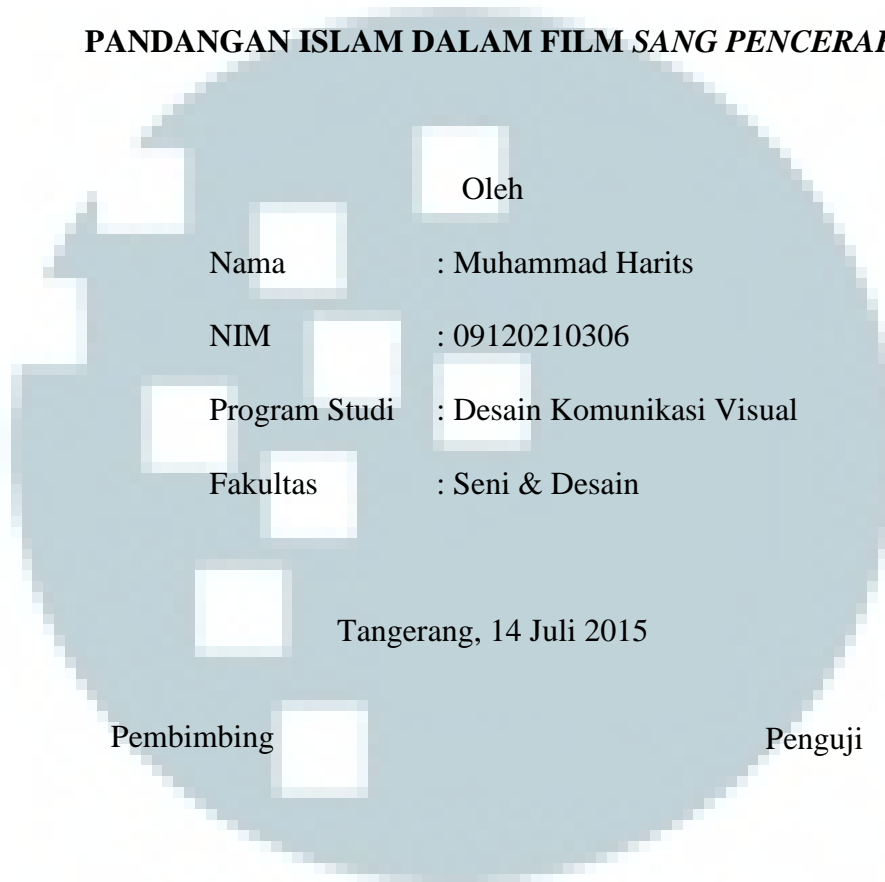 PANDANGAN ISLAM DALAM FILM SANG
Oleh
Nama : Muhammad Harits
NIM : 09120210306
Program Studi : Desain Komunikasi Visual
Fakultas : Seni & Desain
Tangerang, 14 Juli 2015
Pembimbing Penguji